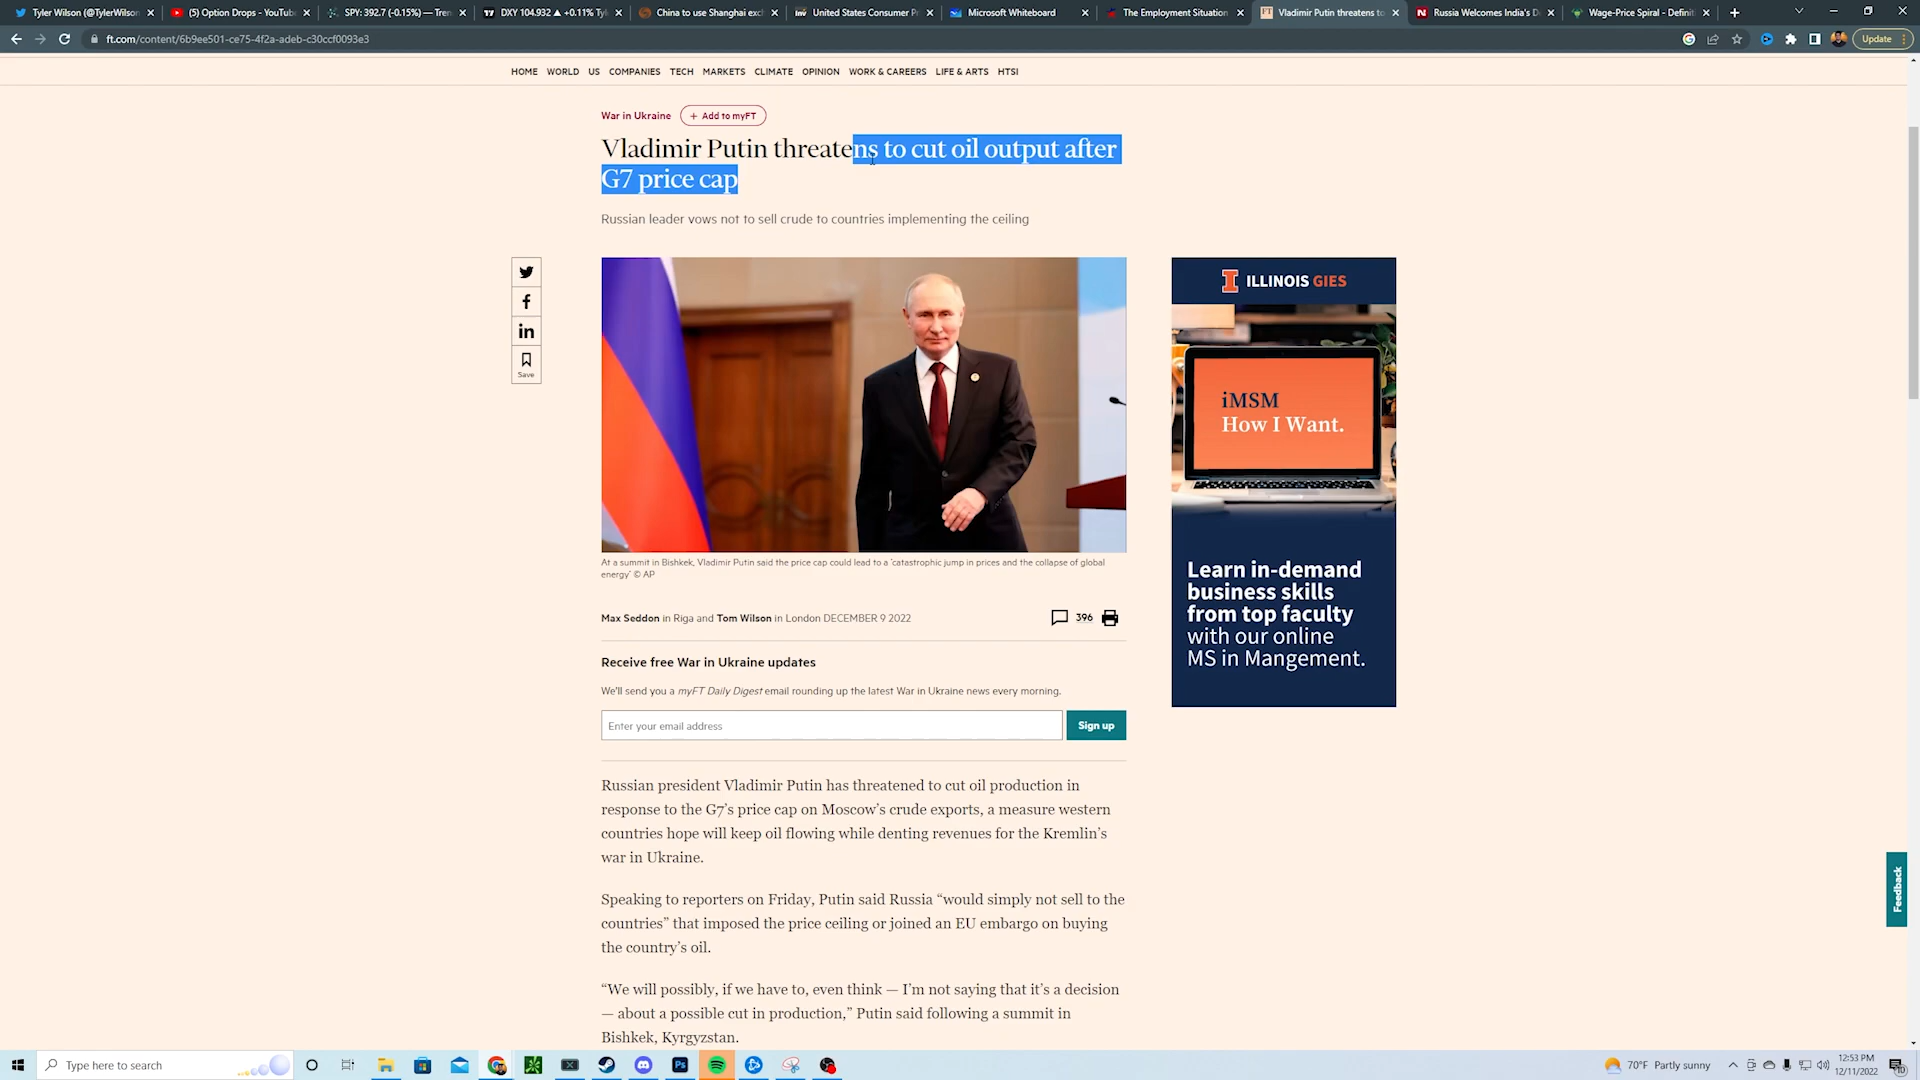 Tyler Wilson (@TylerWilson
(5) Option Drops - YouTube
SPY: 392.7 (-0.15%) — Tren
DXY 104.932 ▲ +0.11% Tyl
China to use Shanghai exch
United States Consumer Pr
Microsoft Whiteboard
The Employment Situation
Vladimir Putin threatens to
Russia Welcomes India's D
Wage-Price Spiral - Definiti
ft.com/content/6b9ee501-ce75-4f2a-adeb-c30ccf0093e3
Update
HOME WORLD US COMPANIES TECH MARKETS CLIMATE OPINION WORK & CAREERS LIFE & ARTS HTSI
War in Ukraine
+ Add to myFT
Vladimir Putin threatens to cut oil output after
G7 price cap
Russian leader vows not to sell crude to countries implementing the ceiling
Save
ILLINOIS GIES
iMSM
How I Want.
Learn in-demand
business skills
from top faculty
with our online
MS in Mangement.
At a summit in Bishkek, Vladimir Putin said the price cap could lead to a 'catastrophic jump in prices and the collapse of global
energy' © AP
Max Seddon in Riga and Tom Wilson in London DECEMBER 9 2022
396
Receive free War in Ukraine updates
We'll send you a myFT Daily Digest email rounding up the latest War in Ukraine news every morning.
Enter your email address
Sign up
Russian president Vladimir Putin has threatened to cut oil production in
response to the G7's price cap on Moscow's crude exports, a measure western
countries hope will keep oil flowing while denting revenues for the Kremlin's
war in Ukraine.
Speaking to reporters on Friday, Putin said Russia “would simply not sell to the
countries” that imposed the price ceiling or joined an EU embargo on buying
the country's oil.
“We will possibly, if we have to, even think — I'm not saying that it's a decision
— about a possible cut in production,” Putin said following a summit in
Bishkek, Kyrgyzstan.
Feedback
Type here to search
70°F Partly sunny
12:53 PM
12/11/2022